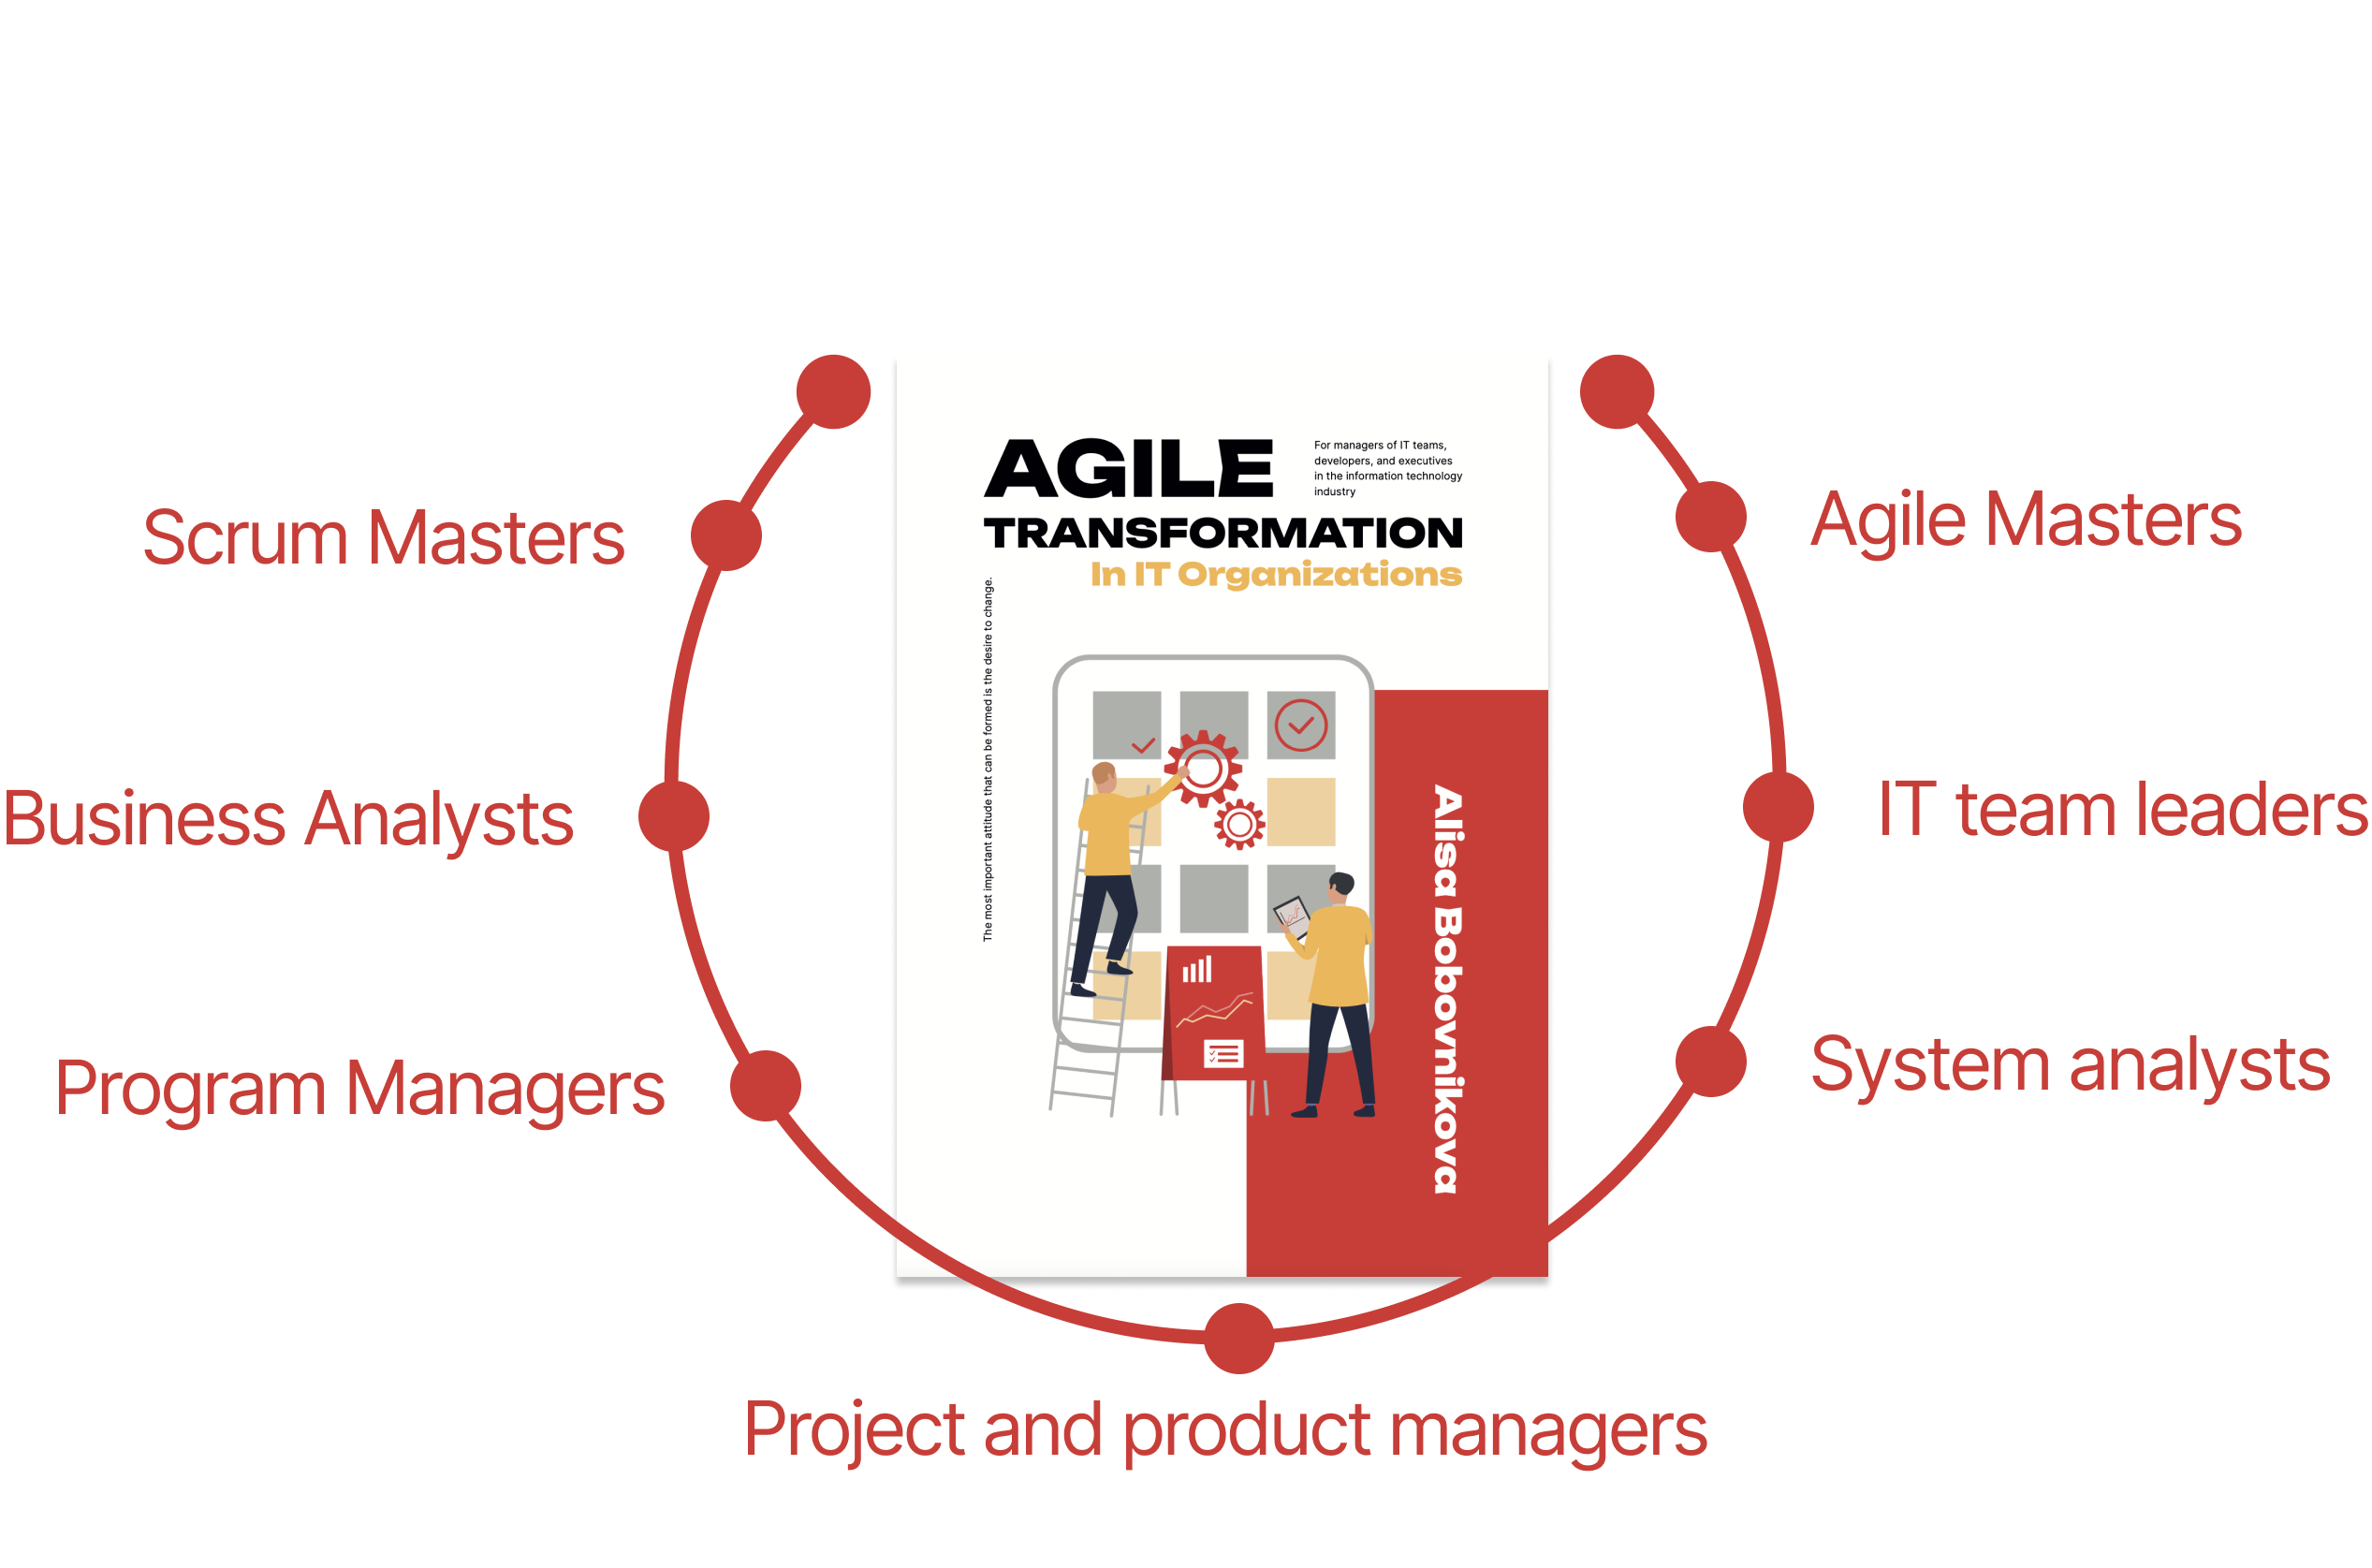 AGILE
For managers of IT teams,
developers, and executives
in the information technology
industry
TRANSFORMATION
In IT Organizations
The most important attitude that can be formed is the desire to change.
Alisa Bobovnikova
Scrum Masters
Business Analysts
Program Managers
Project and product managers
Agile Masters
IT team leaders
System analysts